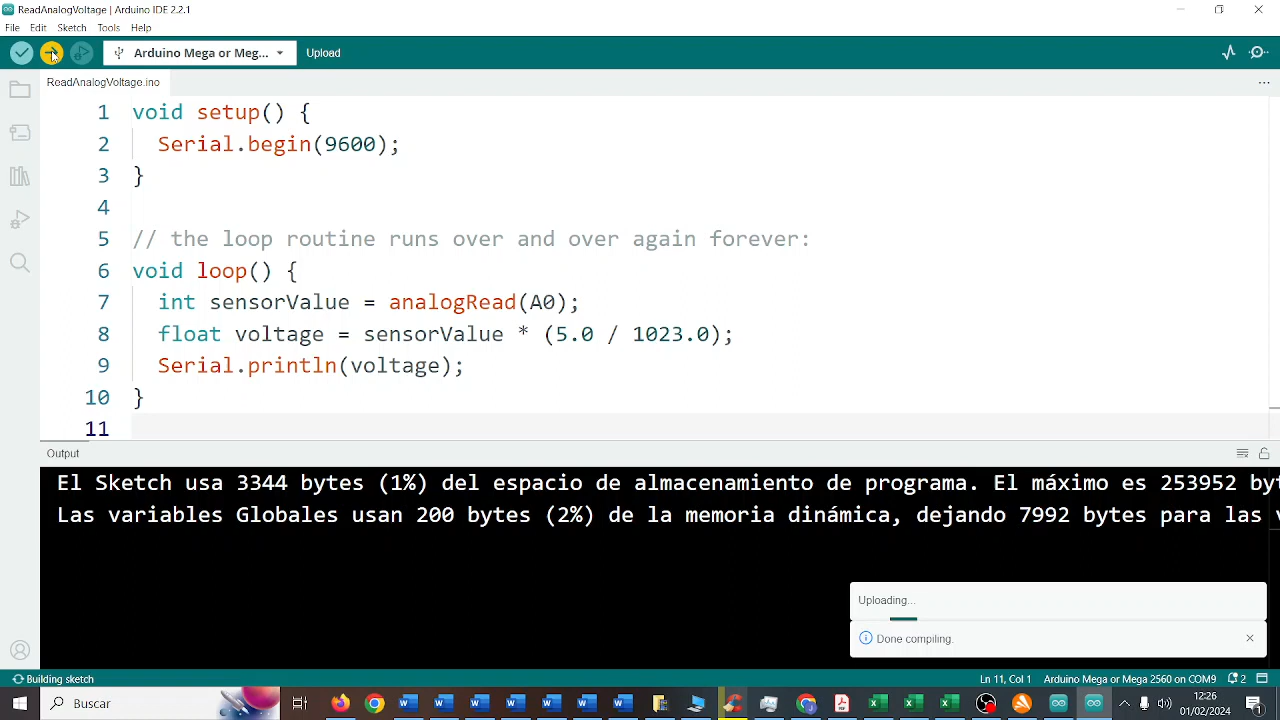 ReadAnalogVoltage | Arduino IDE 2.2.1
File Edit Sketch Tools Help
Arduino Mega or Meg... Upload
ReadAnalogVoltage.ino
1 void setup() {
2 Serial.begin(9600);
3 }
4
5 // the loop routine runs over and over again forever:
6 void loop() {
7 int sensorValue = analogRead(A0);
8 float voltage = sensorValue * (5.0 / 1023.0);
9 Serial.println(voltage);
10 }
11
Output
El Sketch usa 3344 bytes (1%) del espacio de almacenamiento de programa. El máximo es 253952 byt
Las variables Globales usan 200 bytes (2%) de la memoria dinámica, dejando 7992 bytes para las v
Uploading...
Done compiling.
Building sketch Ln 11, Col 1 Arduino Mega or Mega 2560 on COM9 2
Buscar 12:26
01/02/2024